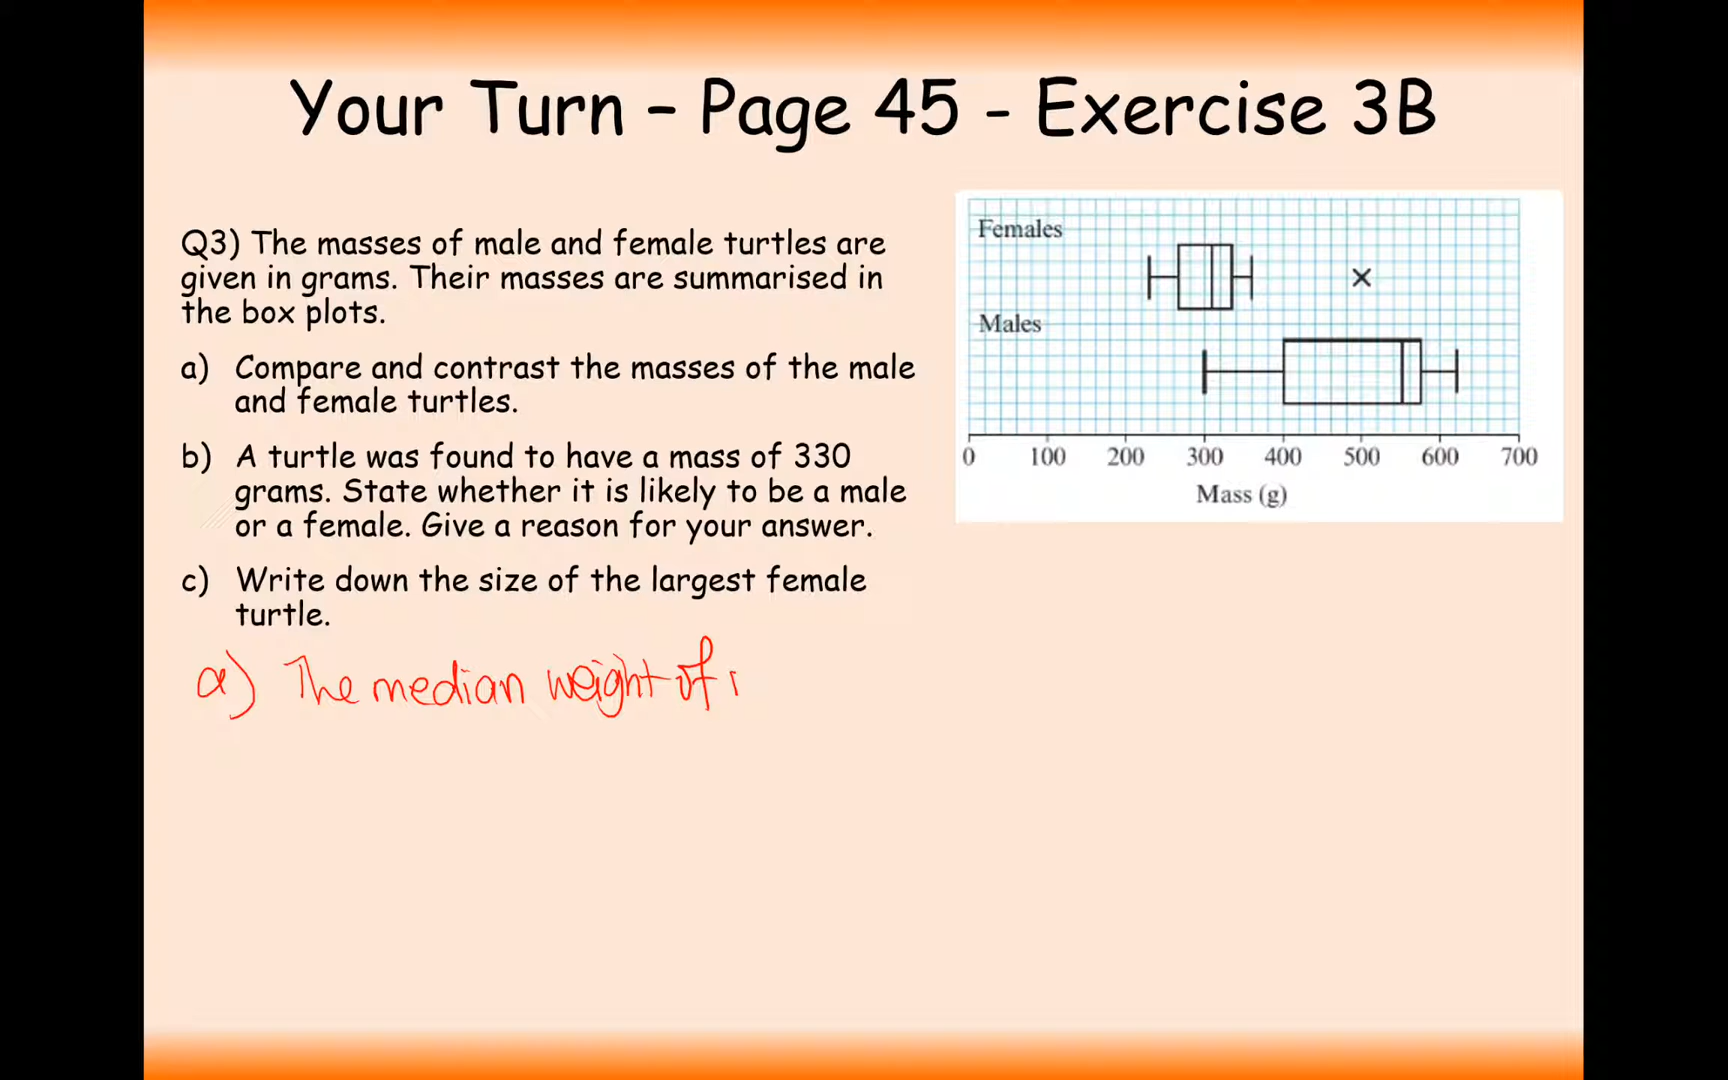 Your Turn – Page 45 - Exercise 3B
Q3) The masses of male and female turtles are
given in grams. Their masses are summarised in
the box plots.
a) Compare and contrast the masses of the male
and female turtles.
b) A turtle was found to have a mass of 330
grams. State whether it is likely to be a male
or a female. Give a reason for your answer.
c) Write down the size of the largest female
turtle.
a) The median weight of
Females
Males
0 100 200 300 400 500 600 700
Mass (g)